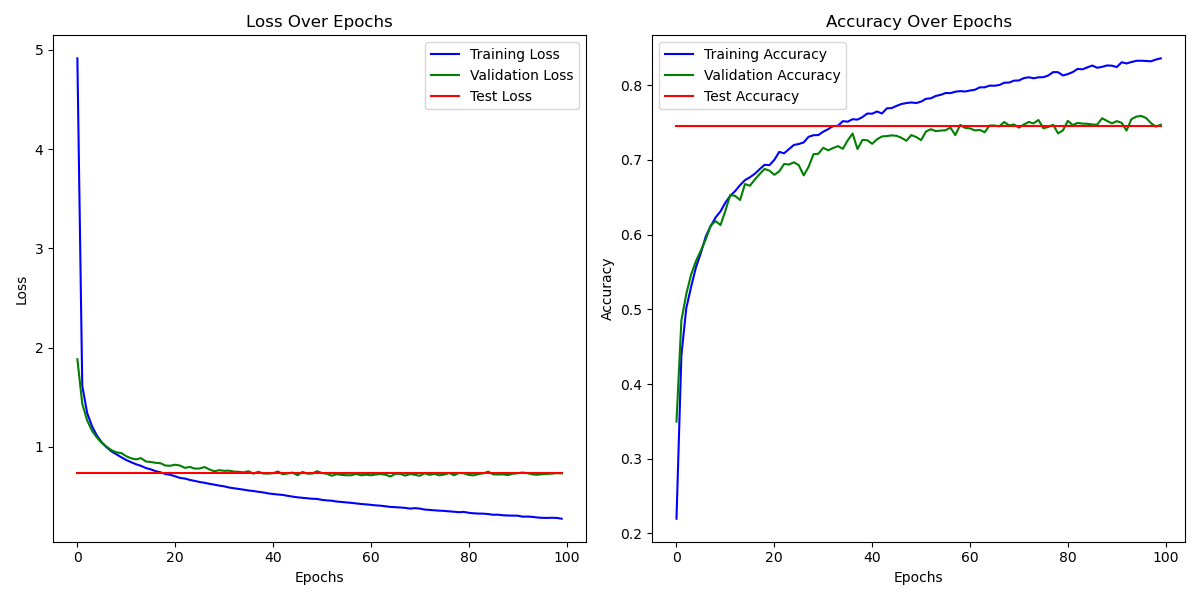 Loss Over Epochs
Training Loss
Validation Loss
Test Loss
5
4
3
2
1
Loss
0
20
40
60
80
100
Epochs
Accuracy Over Epochs
Training Accuracy
Validation Accuracy
Test Accuracy
0.8
0.7
0.6
0.5
0.4
0.3
0.2
Accuracy
0
20
40
60
80
100
Epochs